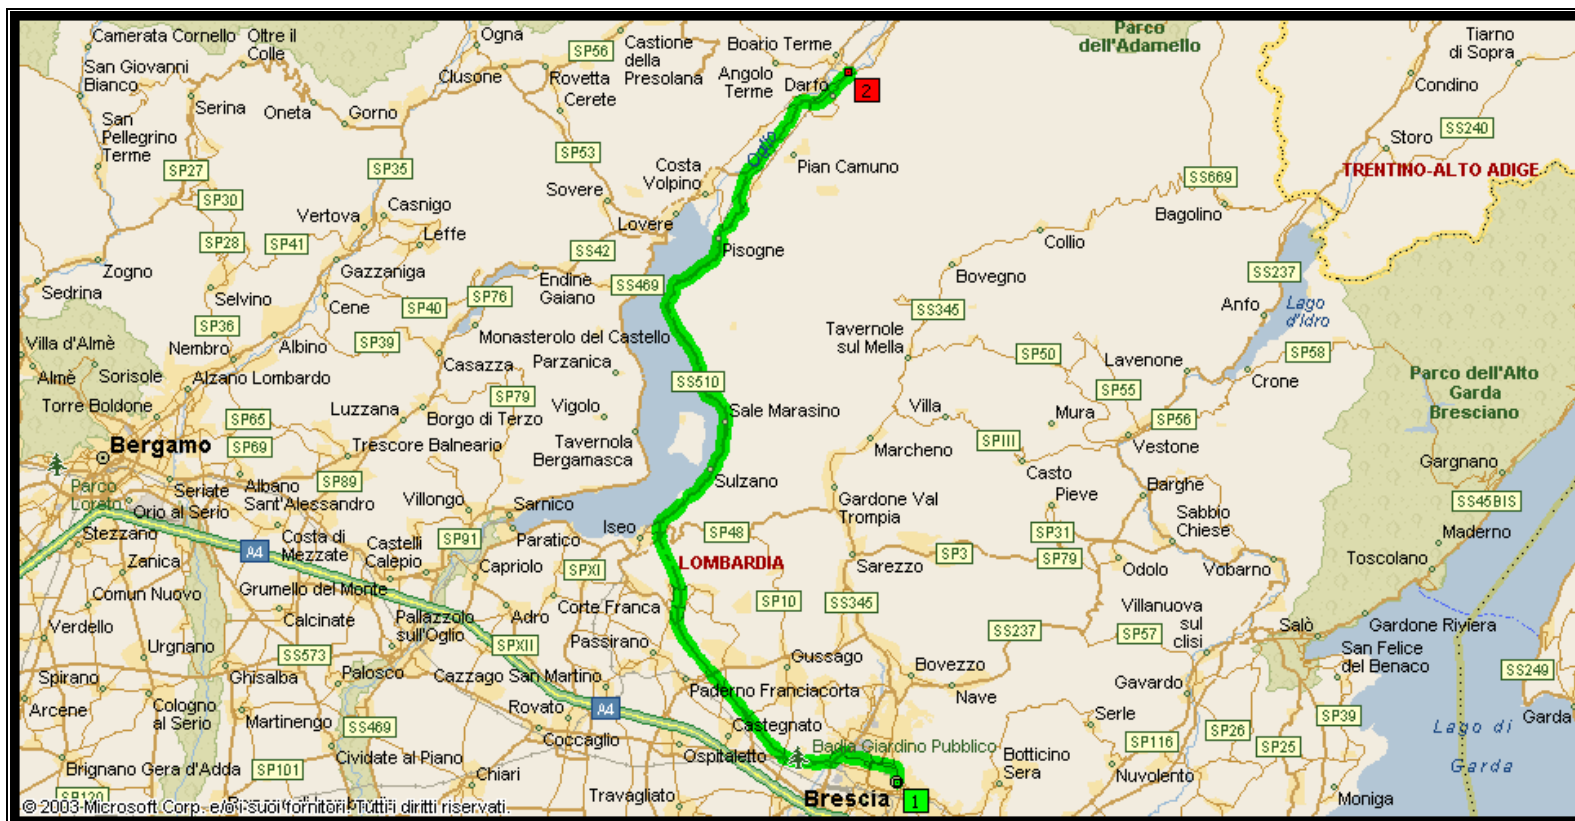 Camerata Cornello
Oltre il
Colle
Ogna
SP56
Castione
della
Presolana
Boario Terme
Parco
dell'Adamello
Tiarno
di Sopra
San Giovanni
Bianco
Clusone
Rovetta
Angolo
Terme
Darfo
2
Condino
Serina
Oneta
Gorno
Cerete
San
Pellegrino
Terme
Storo
SS240
SP27
SP35
SP53
Costa
Volpino
Oglio
Pian Camuno
TRENTINO-ALTO ADIGE
SS669
SP30
Sovere
Vertova
Casnigo
Lovere
Bagolino
SP28
SP41
Leffe
SS42
Pisogne
Collio
Zogno
Gazzaniga
Endine
Gaiano
SS469
Bovegno
SS237
Sedrina
Selvino
Cene
SP40
SP76
SS345
Anfo
Lago
d'Idro
SP36
Villa d'Almè
Nembro
Albino
SP39
Monasterolo del Castello
Tavernole
sul Mella
SP50
Lavenone
SP58
Almè
Sorisole
Alzano Lombardo
Casazza
Parzanica
SS510
SP55
Crone
Parco dell'Alto
Garda
Bresciano
Torre Boldone
SP65
Luzzana
SP79
Borgo di Terzo
Vigolo
Sale Marasino
Villa
Mura
SP56
Bergamo
SP69
Trescore Balneario
Tavernola
Bergamasca
Marcheno
SPIII
Vestone
Parco
Loreto
Seriate
Albano
Sant'Alessandro
SP89
Villongo
Sarnico
Sulzano
Gardone Val
Trompia
Casto
Pieve
Barghe
Gargnano
SS45BIS
Orio al Serio
Stezzano
Costa di
Mezzate
SP91
Paratico
Iseo
SP48
SP31
Sabbio
Chiese
Maderno
Zanica
A4
Castelli
Calepio
Capriolo
SPXI
LOMBARDIA
Sarezzo
SP3
SP79
Odolo
Vobarno
Toscolano
Comun Nuovo
Grumello del Monte
Adro
Corte Franca
SP10
SS345
Villanuova
sul
clisi
Verdello
Calcinate
Pallazzolo
sull'Oglio
SPXII
Passirano
SS237
SP57
Salò
Gardone Riviera
Urgnano
SS573
Gussago
Bovezzo
San Felice
del Benaco
Spirano
Ghisalba
Palosco
Cazzago San Martino
Paderno Franciacorta
Nave
Gavardo
SS249
Arcene
Cologno
al Serio
Martinengo
SS469
Rovato
A4
Castegnato
Serle
SP26
SP39
Garda
Lago di
Garda
Coccaglio
Ospitaletto
Badia Giardino Pubblico
Botticino
Sera
SP116
SP25
Brignano Gera d'Adda
SP101
Cividate al Piano
Chiari
Nuvolento
Travagliato
Brescia
1
Moniga
SP120
© 2003 Microsoft Corp. e/o i suoi fornitori. Tutti i diritti riservati.